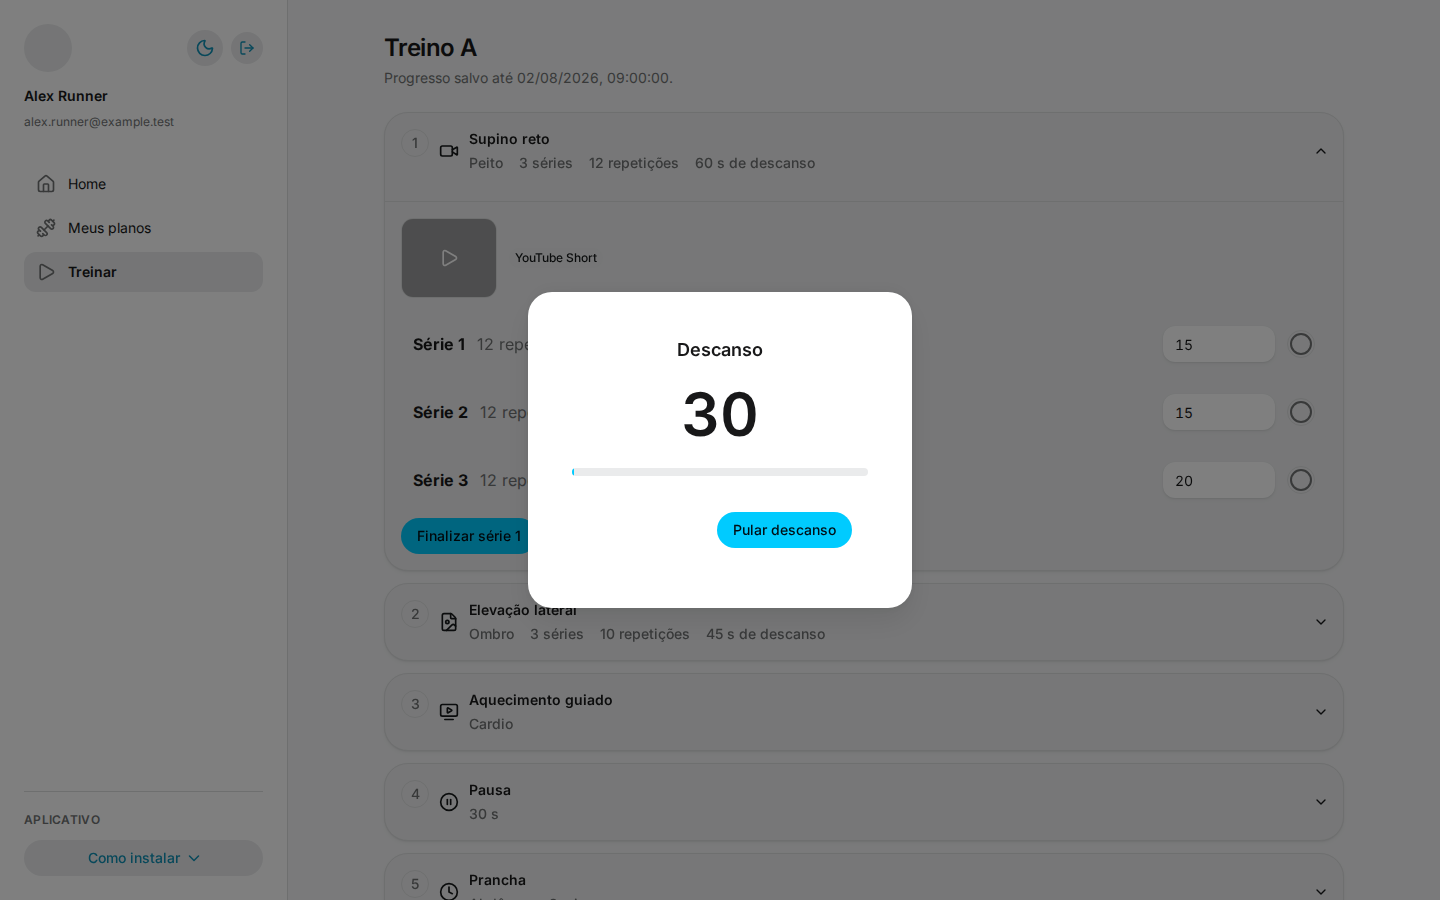 Alex Runner
alex.runner@example.test
Home
Meus planos
Treinar
APLICATIVO
Como instalar
Treino A
Progresso salvo até 02/08/2026, 09:00:00.
1
Supino reto
Peito 3 séries 12 repetições 60 s de descanso
YouTube Short
Série 1 12 repe
15
Série 2 12 rep
15
Série 3 12 rep
20
Finalizar série 1
Descanso
30
Pular descanso
2
Elevação lateral
Ombro 3 séries 10 repetições 45 s de descanso
3
Aquecimento guiado
Cardio
4
Pausa
30 s
5
Prancha